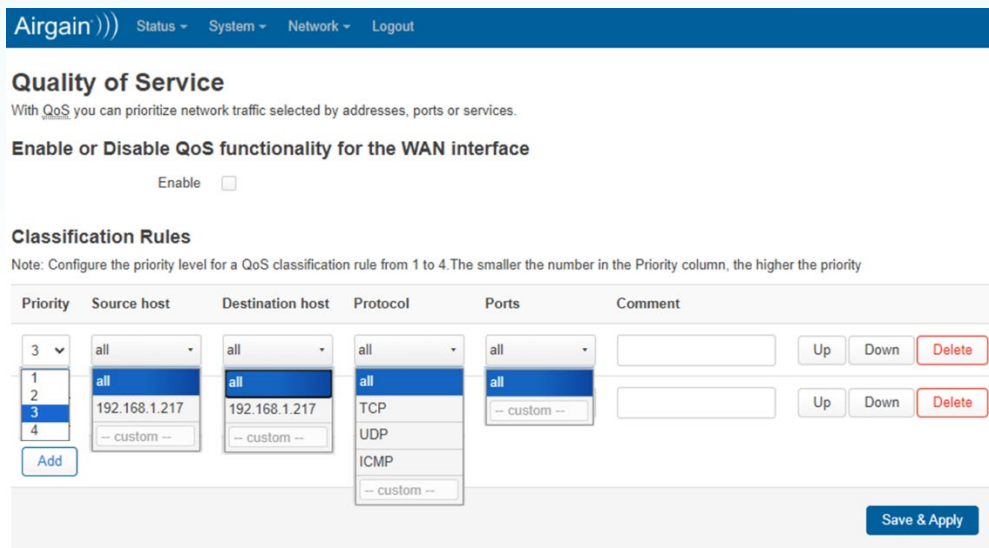 Airgain))) Status System Network Logout
Quality of Service
With QoS you can prioritize network traffic selected by addresses, ports or services.
Enable or Disable QoS functionality for the WAN interface
Enable
Classification Rules
Note: Configure the priority level for a QoS classification rule from 1 to 4.The smaller the number in the Priority column, the higher the priority
Priority Source host Destination host Protocol Ports Comment
3 all all all all Up Down Delete
1 all all all all
2 192.168.1.217 192.168.1.217 TCP -- custom -- Up Down Delete
3
4 -- custom -- -- custom -- UDP
Add ICMP
-- custom --
Save & Apply